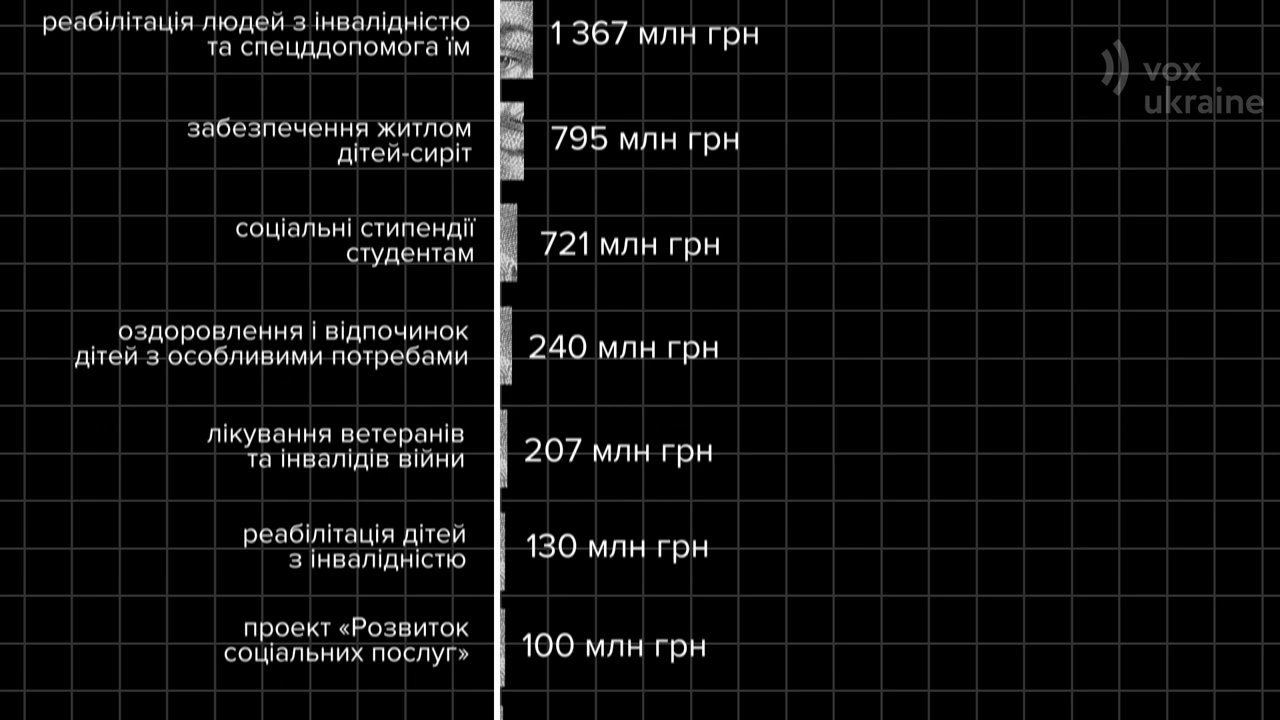 реабілітація людей з інвалідністю
та спецддопомога їм
1 367 млн грн
vox
ukraine
забезпечення житлом
дітей-сиріт
795 млн грн
соціальні стипендії
студентам
721 млн грн
оздоровлення і відпочинок
дітей з особливими потребами
240 млн грн
лікування ветеранів
та інвалідів війни
207 млн грн
реабілітація дітей
з інвалідністю
130 млн грн
проект «Розвиток
соціальних послуг»
100 млн грн